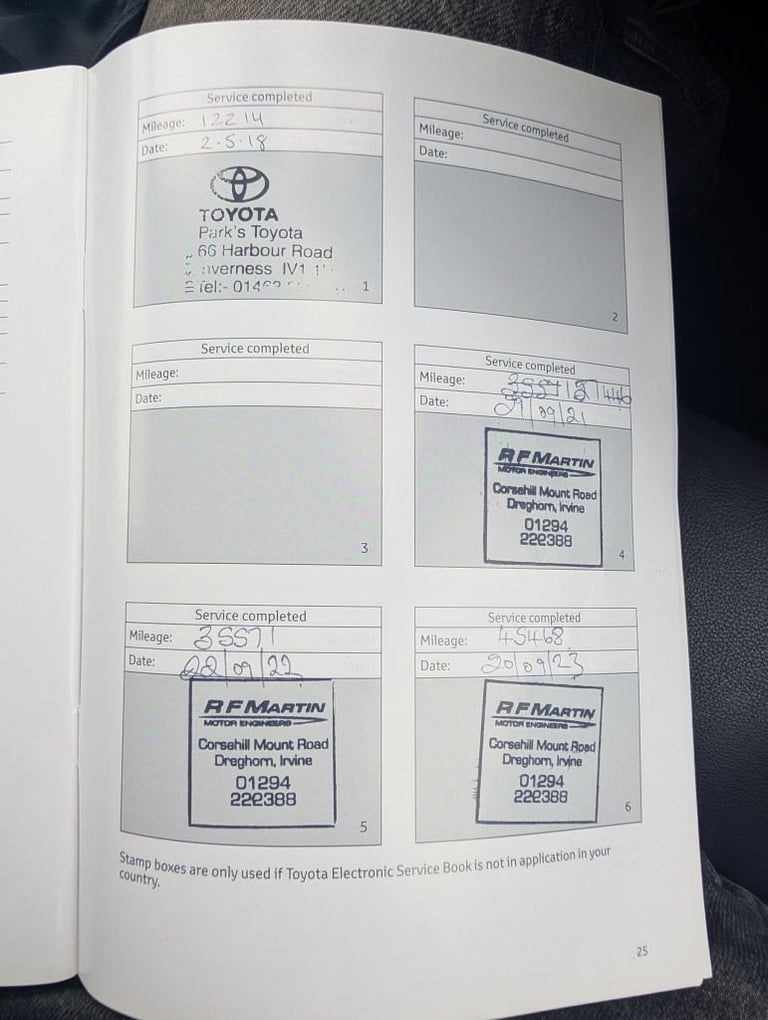 Service completed
Mileage: 12214
Date: 2.5.18
TOYOTA
Park's Toyota
66 Harbour Road
Inverness IV1
Tel:- 0146
1
Service completed
Mileage:
Date:
2
Service completed
Mileage:
Date:
3
Service completed
Mileage:
Date: 09/21
RF MARTIN
MOTOR ENGINEERS
Corsehill Mount Road
Dreghorn, Irvine
01294
222388
4
Service completed
Mileage: 35571
Date: 22/09/22
RF MARTIN
MOTOR ENGINEERS
Corsehill Mount Road
Dreghorn, Irvine
01294
222388
5
Service completed
Mileage: 45468
Date: 20/09/23
RF MARTIN
MOTOR ENGINEERS
Corsehill Mount Road
Dreghorn, Irvine
01294
222388
6
Stamp boxes are only used if Toyota Electronic Service Book is not in application in your
country.
25